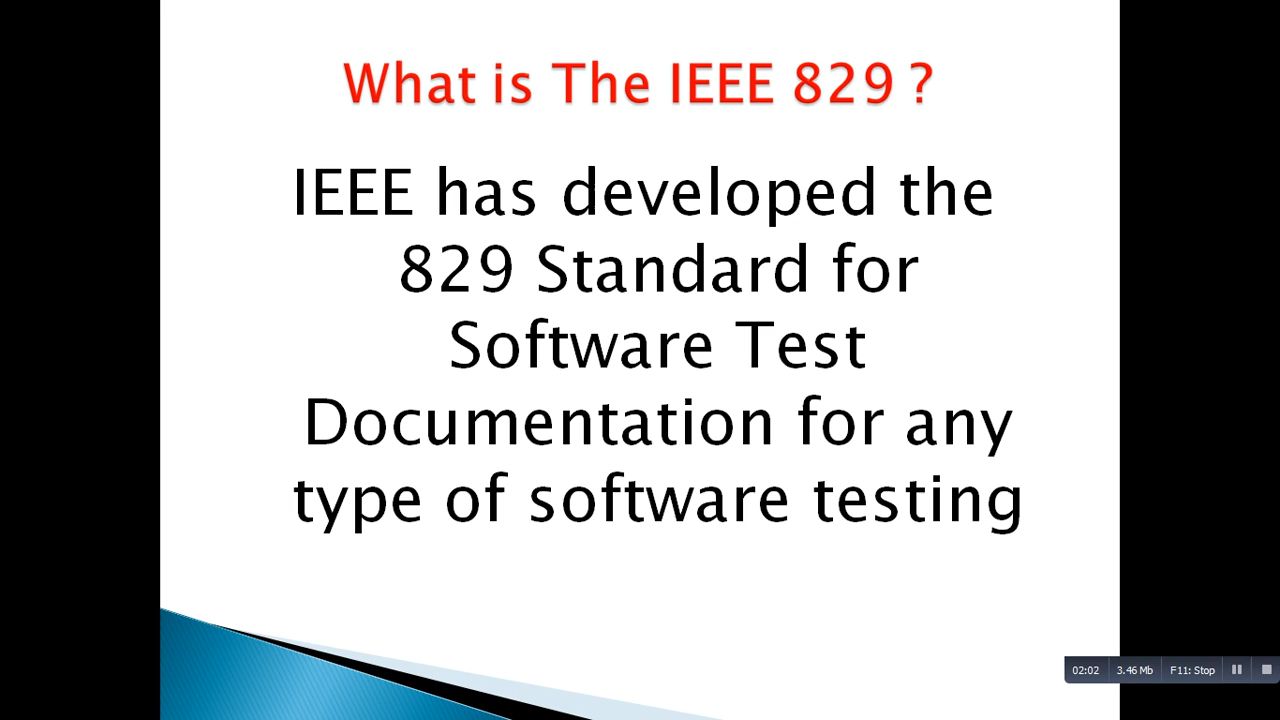 What is The IEEE 829 ?
IEEE has developed the
829 Standard for
Software Test
Documentation for any
type of software testing
02:02 3.46 Mb F11: Stop